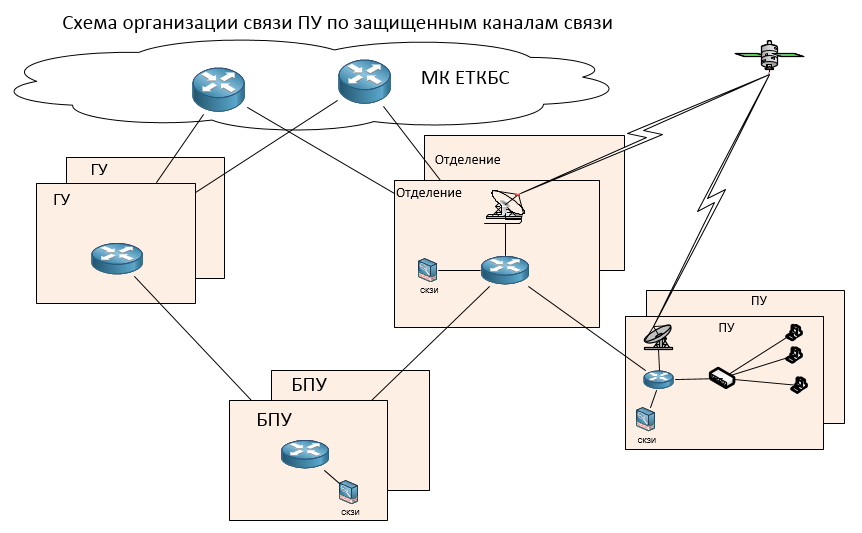 Схема организации связи ПУ по защищенным каналам связи
МК ЕТКБС
Отделение
ГУ
Отделение
ГУ
СКЗИ
ПУ
ПУ
БПУ
БПУ
СКЗИ
СКЗИ